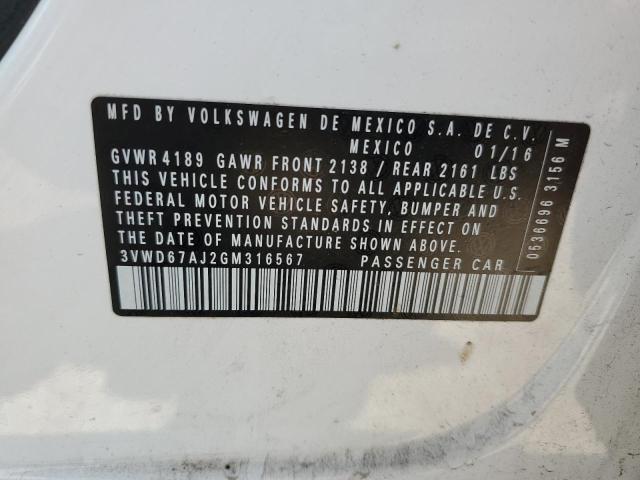 MFD BY VOLKSWAGEN DE MEXICO S.A. DE C.V.
MEXICO 01/16
GVWR 4189 GAWR FRONT 2138 / REAR 2161 LBS
THIS VEHICLE CONFORMS TO ALL APPLICABLE U.S.
FEDERAL MOTOR VEHICLE SAFETY, BUMPER AND
THEFT PREVENTION STANDARDS IN EFFECT ON
THE DATE OF MANUFACTURE SHOWN ABOVE.
3VWD67AJ2GM316567 PASSENGER CAR
0536696 3156 M